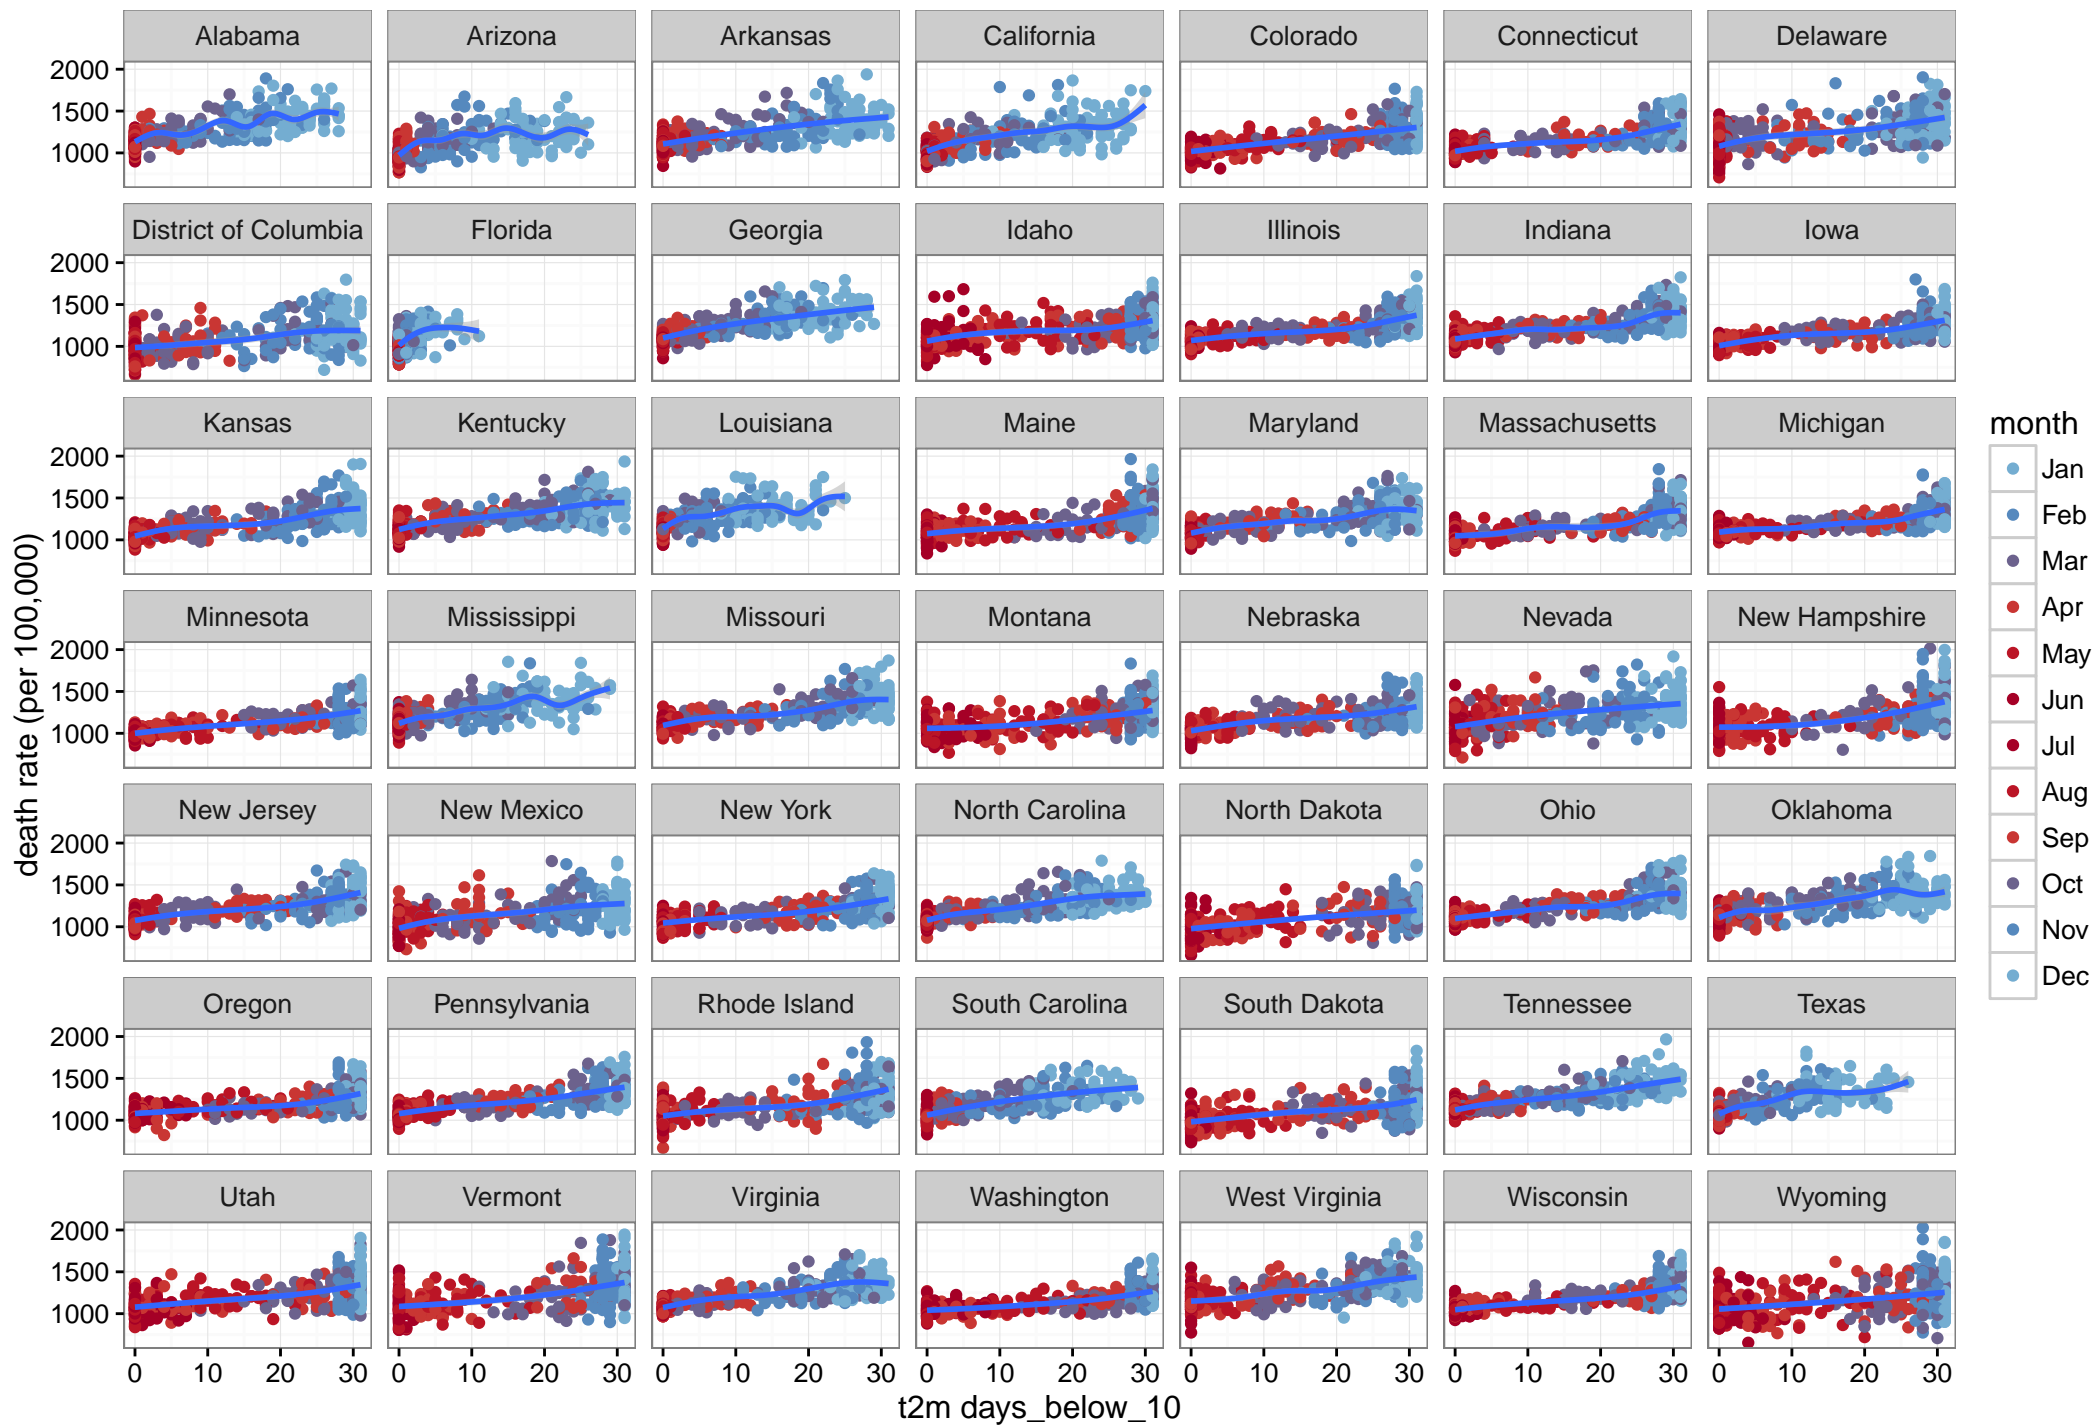 Alabama Arizona Arkansas California Colorado Connecticut Delaware
2000
1500
1000
District of Columbia Florida Georgia Idaho Illinois Indiana Iowa
2000
1500
1000
Kansas Kentucky Louisiana Maine Maryland Massachusetts Michigan
2000
1500
1000
Minnesota Mississippi Missouri Montana Nebraska Nevada New Hampshire
2000
1500
1000
New Jersey New Mexico New York North Carolina North Dakota Ohio Oklahoma
2000
1500
1000
Oregon Pennsylvania Rhode Island South Carolina South Dakota Tennessee Texas
2000
1500
1000
Utah Vermont Virginia Washington West Virginia Wisconsin Wyoming
2000
1500
1000
0 10 20 30 0 10 20 30 0 10 20 30 0 10 20 30 0 10 20 30 0 10 20 30 0 10 20 30
t2m days_below_10
death rate (per 100,000)
month
Jan
Feb
Mar
Apr
May
Jun
Jul
Aug
Sep
Oct
Nov
Dec